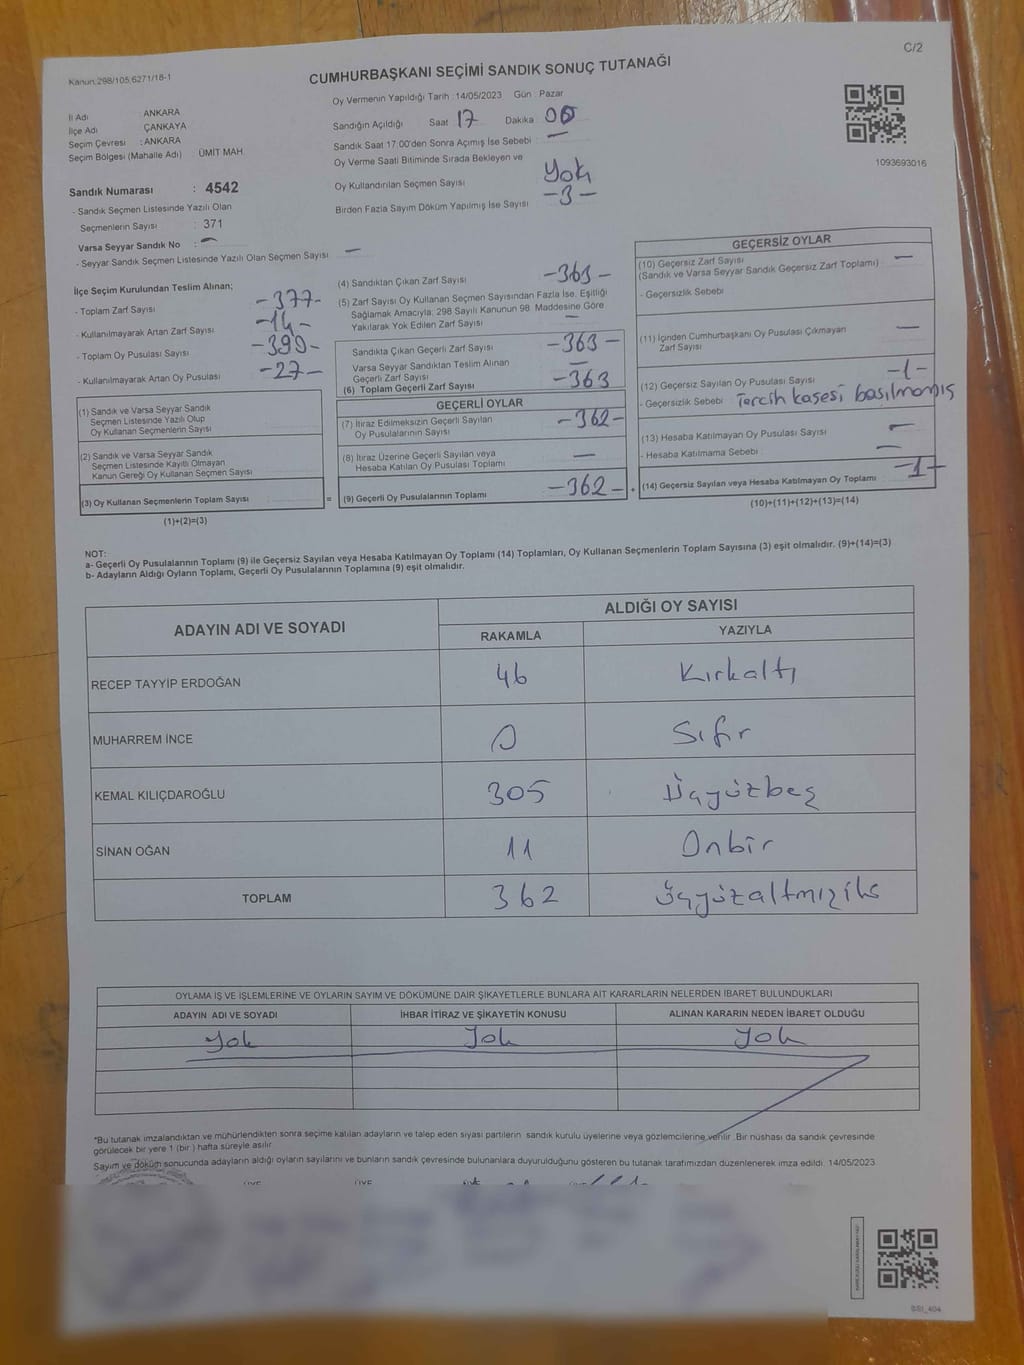 Kanun:298/105,6271/18-1
C/2
CUMHURBAŞKANI SEÇİMİ SANDIK SONUÇ TUTANAĞI
İl Adı ANKARA
İlçe Adı ÇANKAYA
Seçim Çevresi : ANKARA
Seçim Bölgesi (Mahalle Adı) ÜMİT MAH.
Sandık Numarası : 4542
- Sandık Seçmen Listesinde Yazılı Olan
Seçmenlerin Sayısı : 371
Varsa Seyyar Sandık No : —
- Seyyar Sandık Seçmen Listesinde Yazılı Olan Seçmen Sayısı —
Oy Vermenin Yapıldığı Tarih :14/05/2023 Gün : Pazar
Sandığın Açıldığı Saat 17 Dakika 00
Sandık Saat 17:00'den Sonra Açımış İse Sebebi —
Oy Verme Saati Bitiminde Sırada Bekleyen ve
Oy Kullandırılan Seçmen Sayısı Yok
Birden Fazla Sayım Döküm Yapılmış İse Sayısı -3-
1093693016
İlçe Seçim Kurulundan Teslim Alınan;
- Toplam Zarf Sayısı -377-
- Kullanılmayarak Artan Zarf Sayısı -14-
- Toplam Oy Pusulası Sayısı -390-
- Kullanılmayarak Artan Oy Pusulası -27-
(1) Sandık ve Varsa Seyyar Sandık
Seçmen Listesinde Yazılı Olup
Oy Kullanan Seçmenlerin Sayısı
(2) Sandık ve Varsa Seyyar Sandık
Seçmen Listesinde Kayıtlı Olmayan
Kanun Gereği Oy Kullanan Seçmen Sayısı
(3) Oy Kullanan Seçmenlerin Toplam Sayısı =
(1)+(2)=(3)
(4) Sandıktan Çıkan Zarf Sayısı -363-
(5) Zarf Sayısı Oy Kullanan Seçmen Sayısından Fazla İse, Eşitliği
Sağlamak Amacıyla; 298 Sayılı Kanunun 98. Maddesine Göre
Yakılarak Yok Edilen Zarf Sayısı —
Sandıkta Çıkan Geçerli Zarf Sayısı -363-
Varsa Seyyar Sandıktan Teslim Alınan
Geçerli Zarf Sayısı —
(6) Toplam Geçerli Zarf Sayısı -363
GEÇERLİ OYLAR
(7) İtiraz Edilmeksizin Geçerli Sayılan
Oy Pusulalarının Sayısı -362-
(8) İtiraz Üzerine Geçerli Sayılan veya
Hesaba Katılan Oy Pusulası Toplamı —
(9) Geçerli Oy Pusulalarının Toplamı -362-
GEÇERSİZ OYLAR
(10) Geçersiz Zarf Sayısı —
(Sandık ve Varsa Seyyar Sandık Geçersiz Zarf Toplamı)
- Geçersizlik Sebebi
(11) İçinden Cumhurbaşkanı Oy Pusulası Çıkmayan
Zarf Sayısı —
(12) Geçersiz Sayılan Oy Pusulası Sayısı -1-
- Geçersizlik Sebebi Tercih kaşesi basılmamış
(13) Hesaba Katılmayan Oy Pusulası Sayısı —
- Hesaba Katılmama Sebebi —
(14) Geçersiz Sayılan veya Hesaba Katılmayan Oy Toplamı -1-
(10)+(11)+(12)+(13)=(14)
NOT:
a- Geçerli Oy Pusulalarının Toplamı (9) ile Geçersiz Sayılan veya Hesaba Katılmayan Oy Toplamı (14) Toplamları, Oy Kullanan Seçmenlerin Toplam Sayısına (3) eşit olmalıdır. (9)+(14)=(3)
b- Adayların Aldığı Oyların Toplamı, Geçerli Oy Pusulalarının Toplamına (9) eşit olmalıdır.
ADAYIN ADI VE SOYADI ALDIĞI OY SAYISI
RAKAMLA YAZIYLA
RECEP TAYYİP ERDOĞAN 46 Kırkaltı
MUHARREM İNCE 0 Sıfır
KEMAL KILIÇDAROĞLU 305 Üçyüzbeş
SİNAN OĞAN 11 Onbir
TOPLAM 362 Üçyüzaltmışiki
OYLAMA İŞ VE İŞLEMLERİNE VE OYLARIN SAYIM VE DÖKÜMÜNE DAİR ŞİKAYETLERLE BUNLARA AİT KARARLARIN NELERDEN İBARET BULUNDUKLARI
ADAYIN ADI VE SOYADI İHBAR İTİRAZ VE ŞİKAYETİN KONUSU ALINAN KARARIN NEDEN İBARET OLDUĞU
Yok Yok Yok
*Bu tutanak imzalandıktan ve mühürlendikten sonra seçime katılan adayların ve talep eden siyasi partilerin sandık kurulu üyelerine veya gözlemcilerine verilir. Bir nüshası da sandık çevresinde
görülecek bir yere 1 (bir) hafta süreyle asılır.
Sayım ve döküm sonucunda adayların aldığı oyların sayılarını ve bunların sandık çevresinde bulunanlara duyurulduğunu gösteren bu tutanak tarafımızdan düzenlenerek imza edildi. 14/05/2023
ÜYE ÜYE
SSI_404